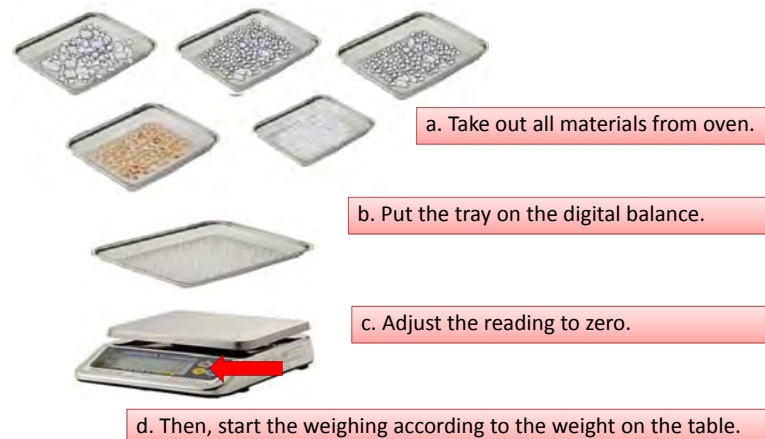 a. Take out all materials from oven.
b. Put the tray on the digital balance.
c. Adjust the reading to zero.
d. Then, start the weighing according to the weight on the table.